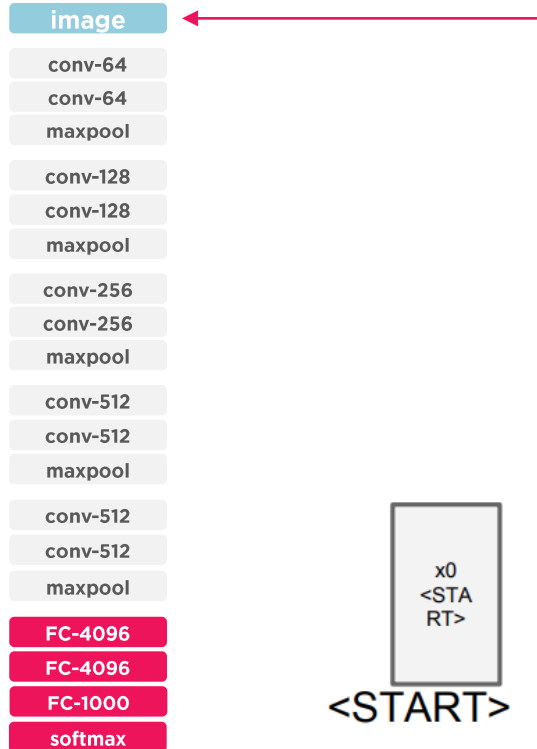 image
conv-64
conv-64
maxpool
conv-128
conv-128
maxpool
conv-256
conv-256
maxpool
conv-512
conv-512
maxpool
conv-512
conv-512
maxpool
FC-4096
FC-4096
FC-1000
softmax
x0
<STA
RT>
<START>